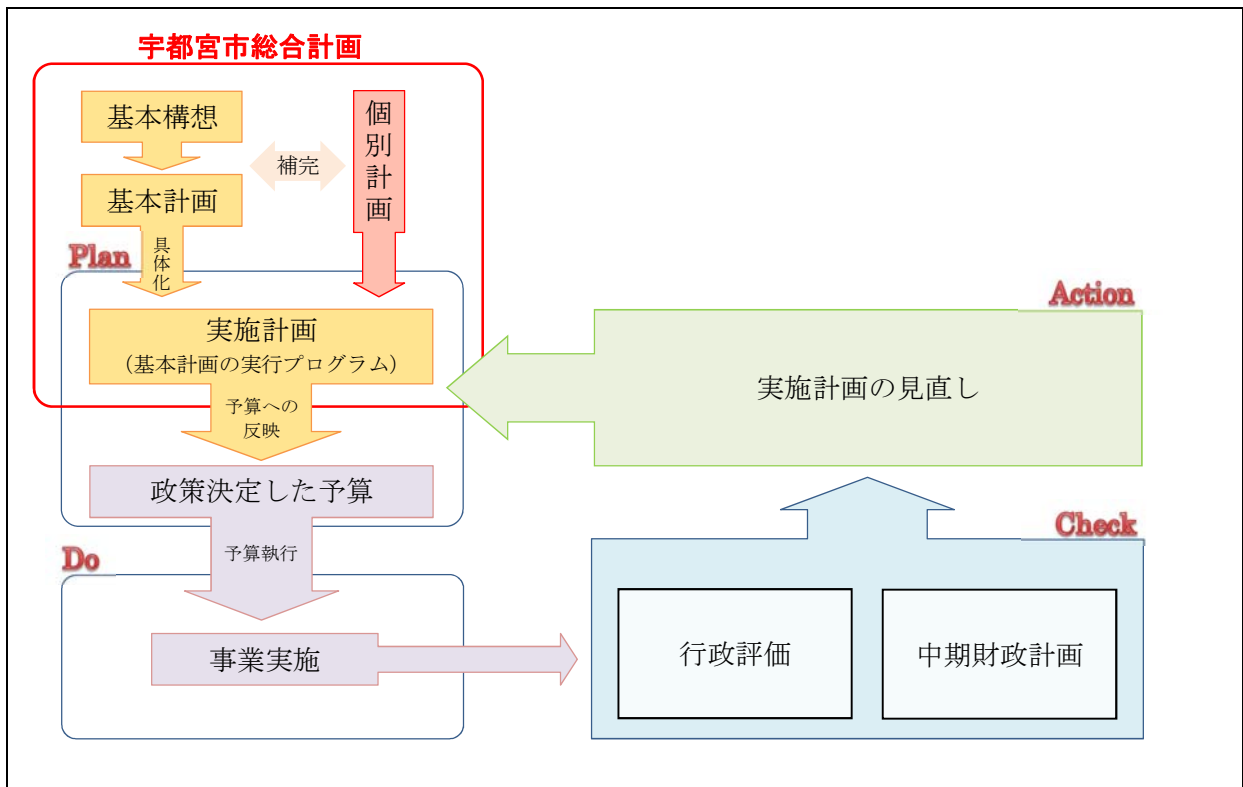 宇都宮市総合計画
基本構想
個別計画
補完
基本計画
具体化
Plan
実施計画
（基本計画の実行プログラム）
予算への
反映
政策決定した予算
予算執行
Do
事業実施
Action
実施計画の見直し
Check
行政評価
中期財政計画